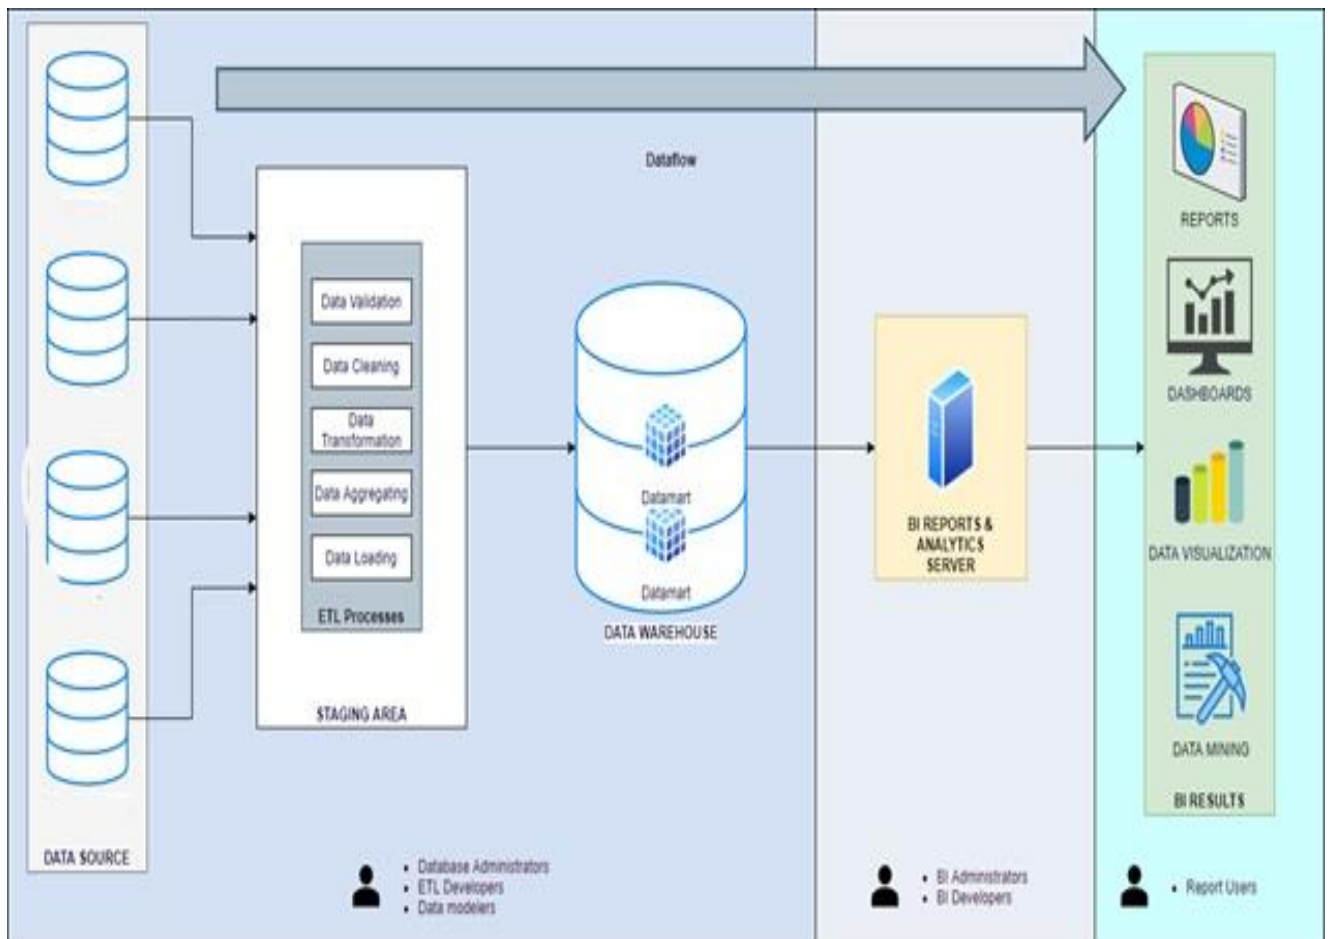 Dataflow
DATA SOURCE
Data Validation
Data Cleaning
Data
Transformation
Data Aggregating
Data Loading
ETL Processes
STAGING AREA
Datamart
Datamart
DATA WAREHOUSE
BI REPORTS &
ANALYTICS
SERVER
REPORTS
DASHBOARDS
DATA VISUALIZATION
DATA MINING
BI RESULTS
• Database Administrators
• ETL Developers
• Data modelers
• BI Administrators
• BI Developers
• Report Users